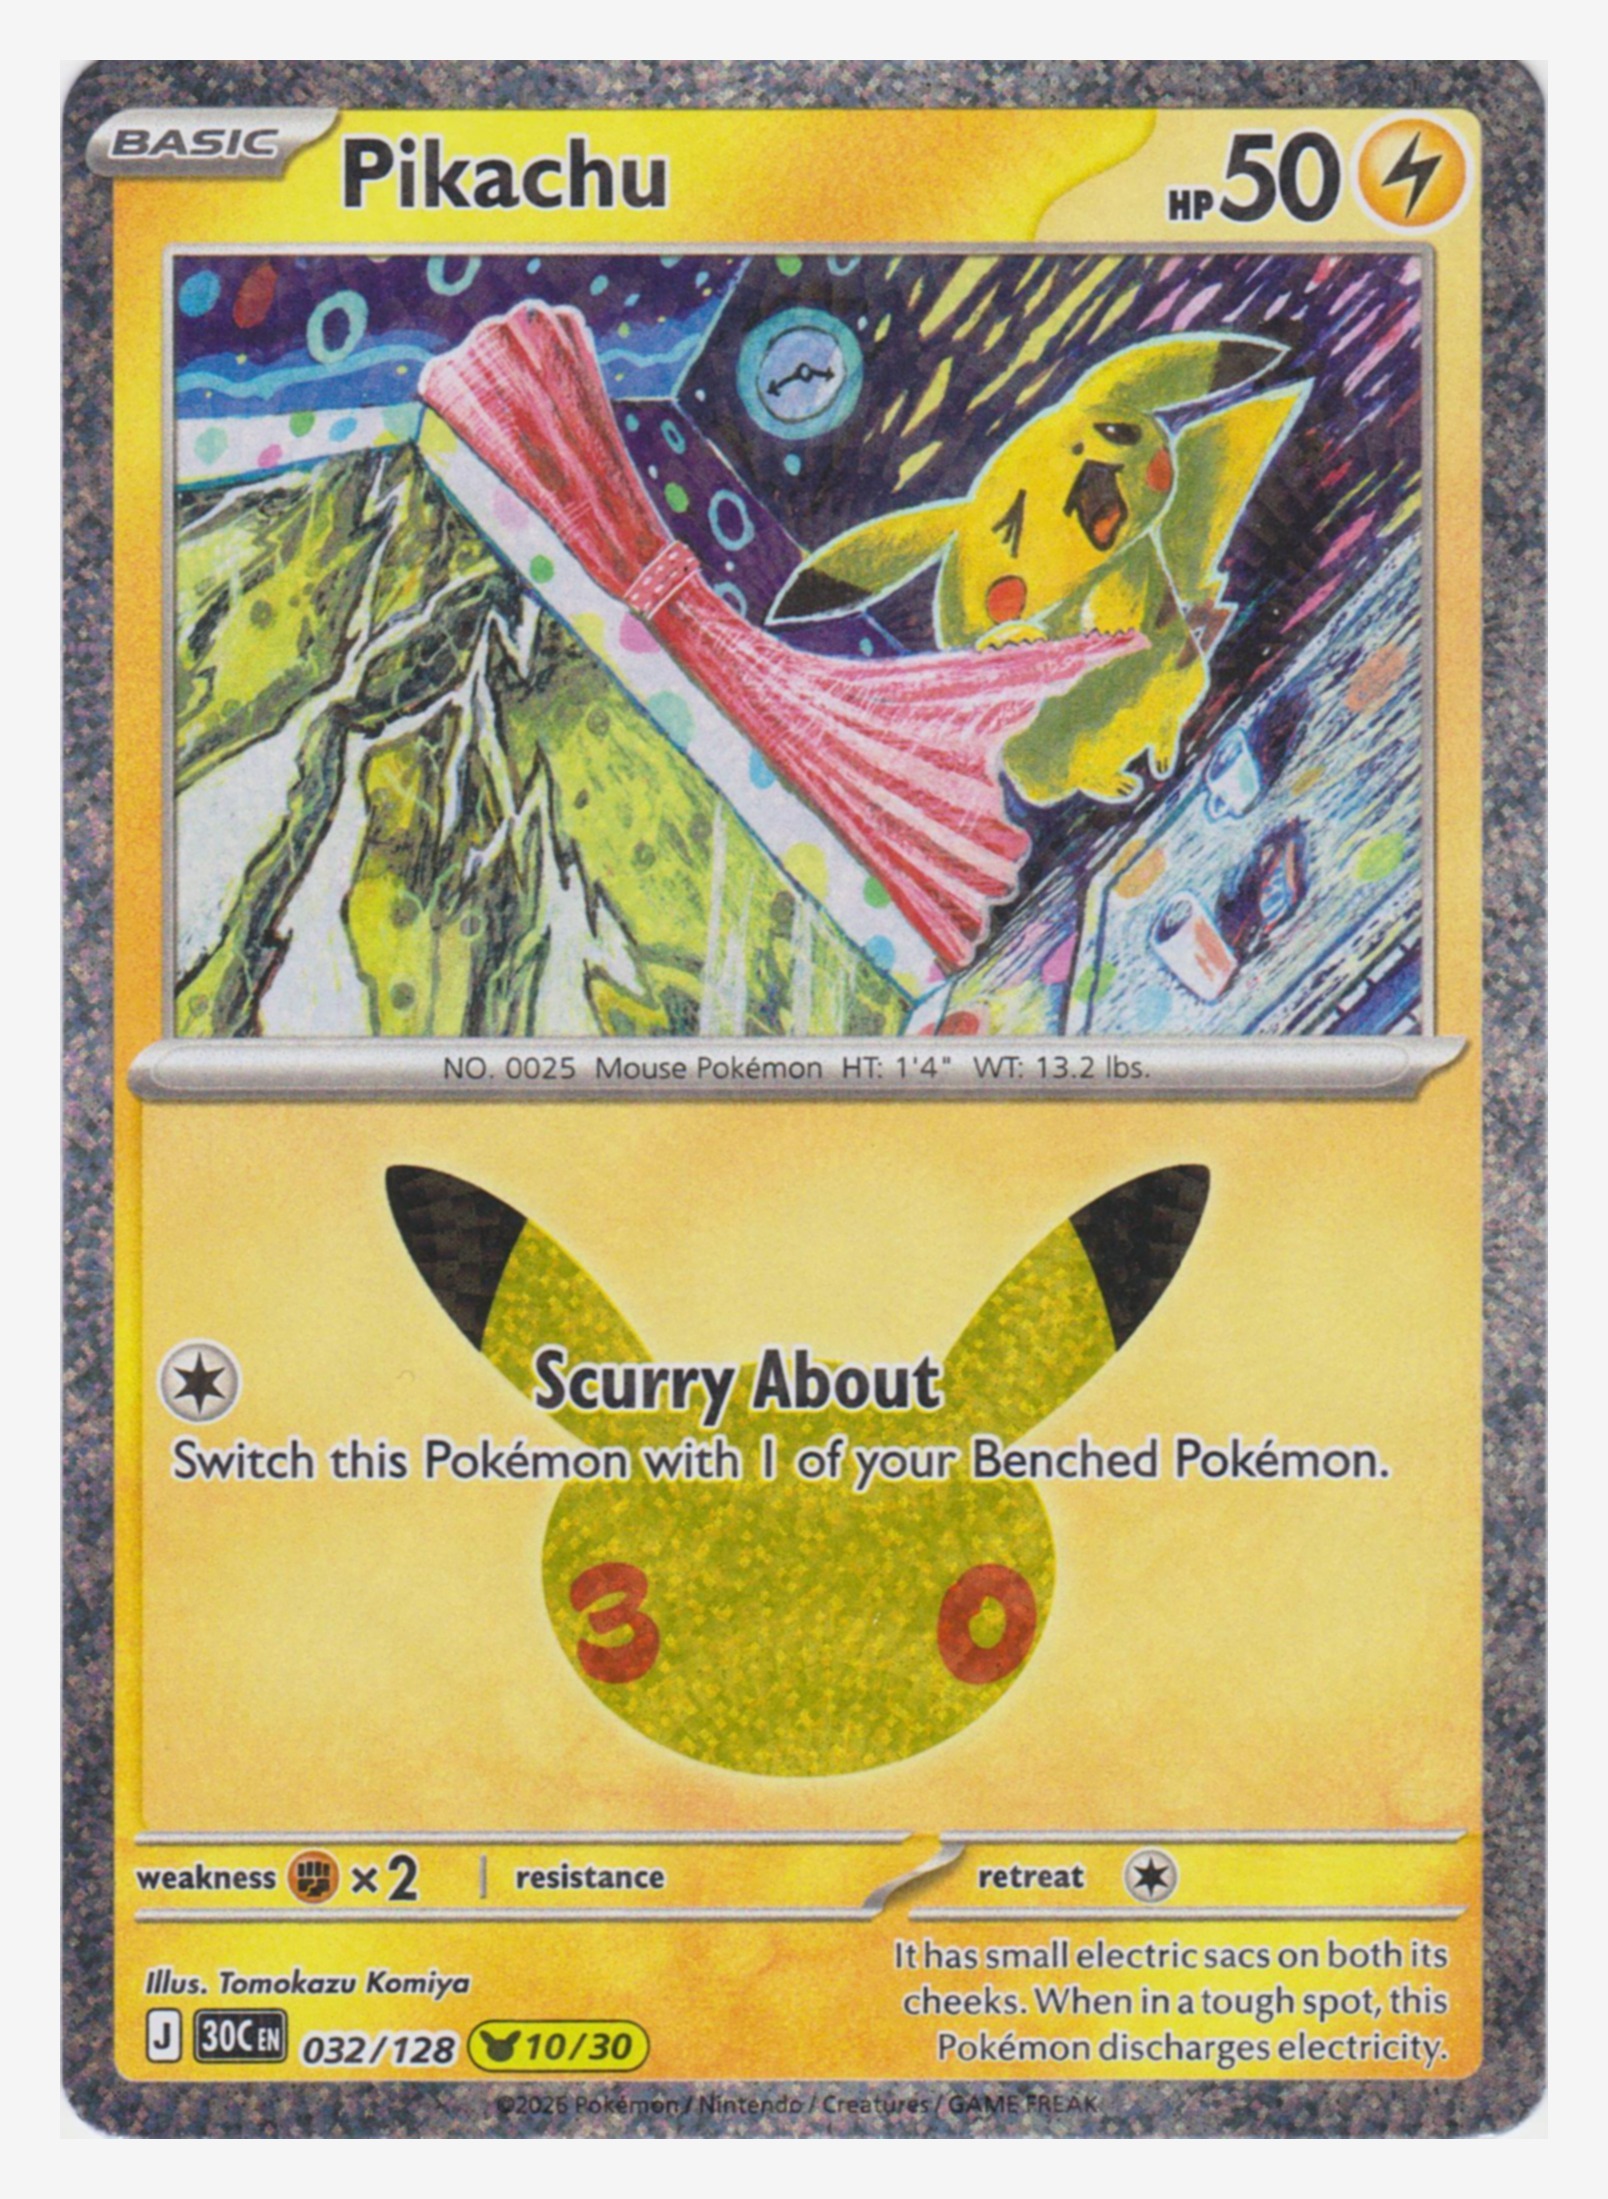 BASIC
Pikachu
HP 50
NO. 0025 Mouse Pokémon HT: 1'4" WT: 13.2 lbs.
Scurry About
Switch this Pokémon with 1 of your Benched Pokémon.
3 0
weakness ×2 resistance retreat
It has small electric sacs on both its
cheeks. When in a tough spot, this
Pokémon discharges electricity.
Illus. Tomokazu Komiya
J 30C EN 032/128 10/30
©2026 Pokémon / Nintendo / Creatures / GAME FREAK